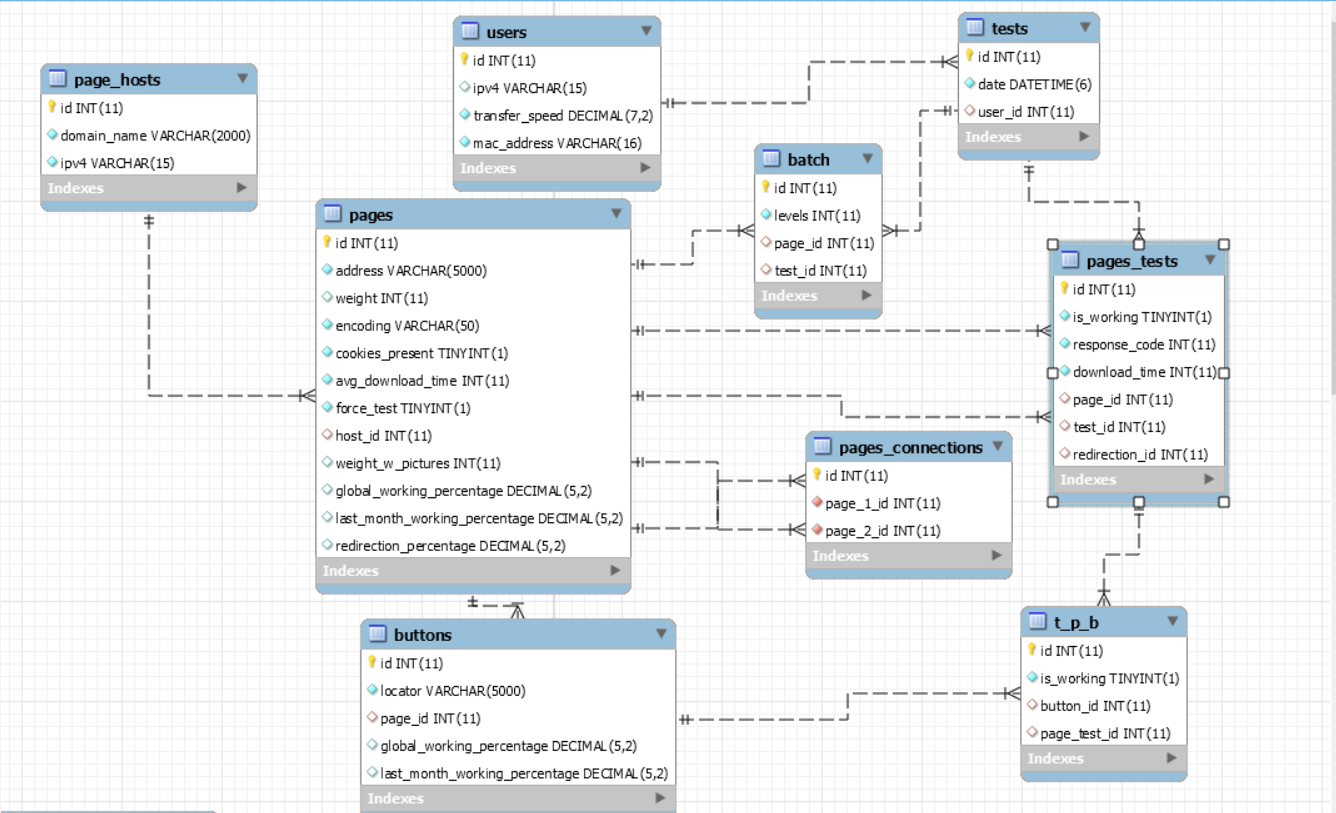 page_hosts
id INT(11)
domain_name VARCHAR(2000)
ipv4 VARCHAR(15)
Indexes
users
id INT(11)
ipv4 VARCHAR(15)
transfer_speed DECIMAL(7,2)
mac_address VARCHAR(16)
Indexes
tests
id INT(11)
date DATETIME(6)
user_id INT(11)
Indexes
batch
id INT(11)
levels INT(11)
page_id INT(11)
test_id INT(11)
Indexes
pages
id INT(11)
address VARCHAR(5000)
weight INT(11)
encoding VARCHAR(50)
cookies_present TINYINT(1)
avg_download_time INT(11)
force_test TINYINT(1)
host_id INT(11)
weight_w_pictures INT(11)
global_working_percentage DECIMAL(5,2)
last_month_working_percentage DECIMAL(5,2)
redirection_percentage DECIMAL(5,2)
Indexes
pages_tests
id INT(11)
is_working TINYINT(1)
response_code INT(11)
download_time INT(11)
page_id INT(11)
test_id INT(11)
redirection_id INT(11)
Indexes
pages_connections
id INT(11)
page_1_id INT(11)
page_2_id INT(11)
Indexes
buttons
id INT(11)
locator VARCHAR(5000)
page_id INT(11)
global_working_percentage DECIMAL(5,2)
last_month_working_percentage DECIMAL(5,2)
Indexes
t_p_b
id INT(11)
is_working TINYINT(1)
button_id INT(11)
page_test_id INT(11)
Indexes